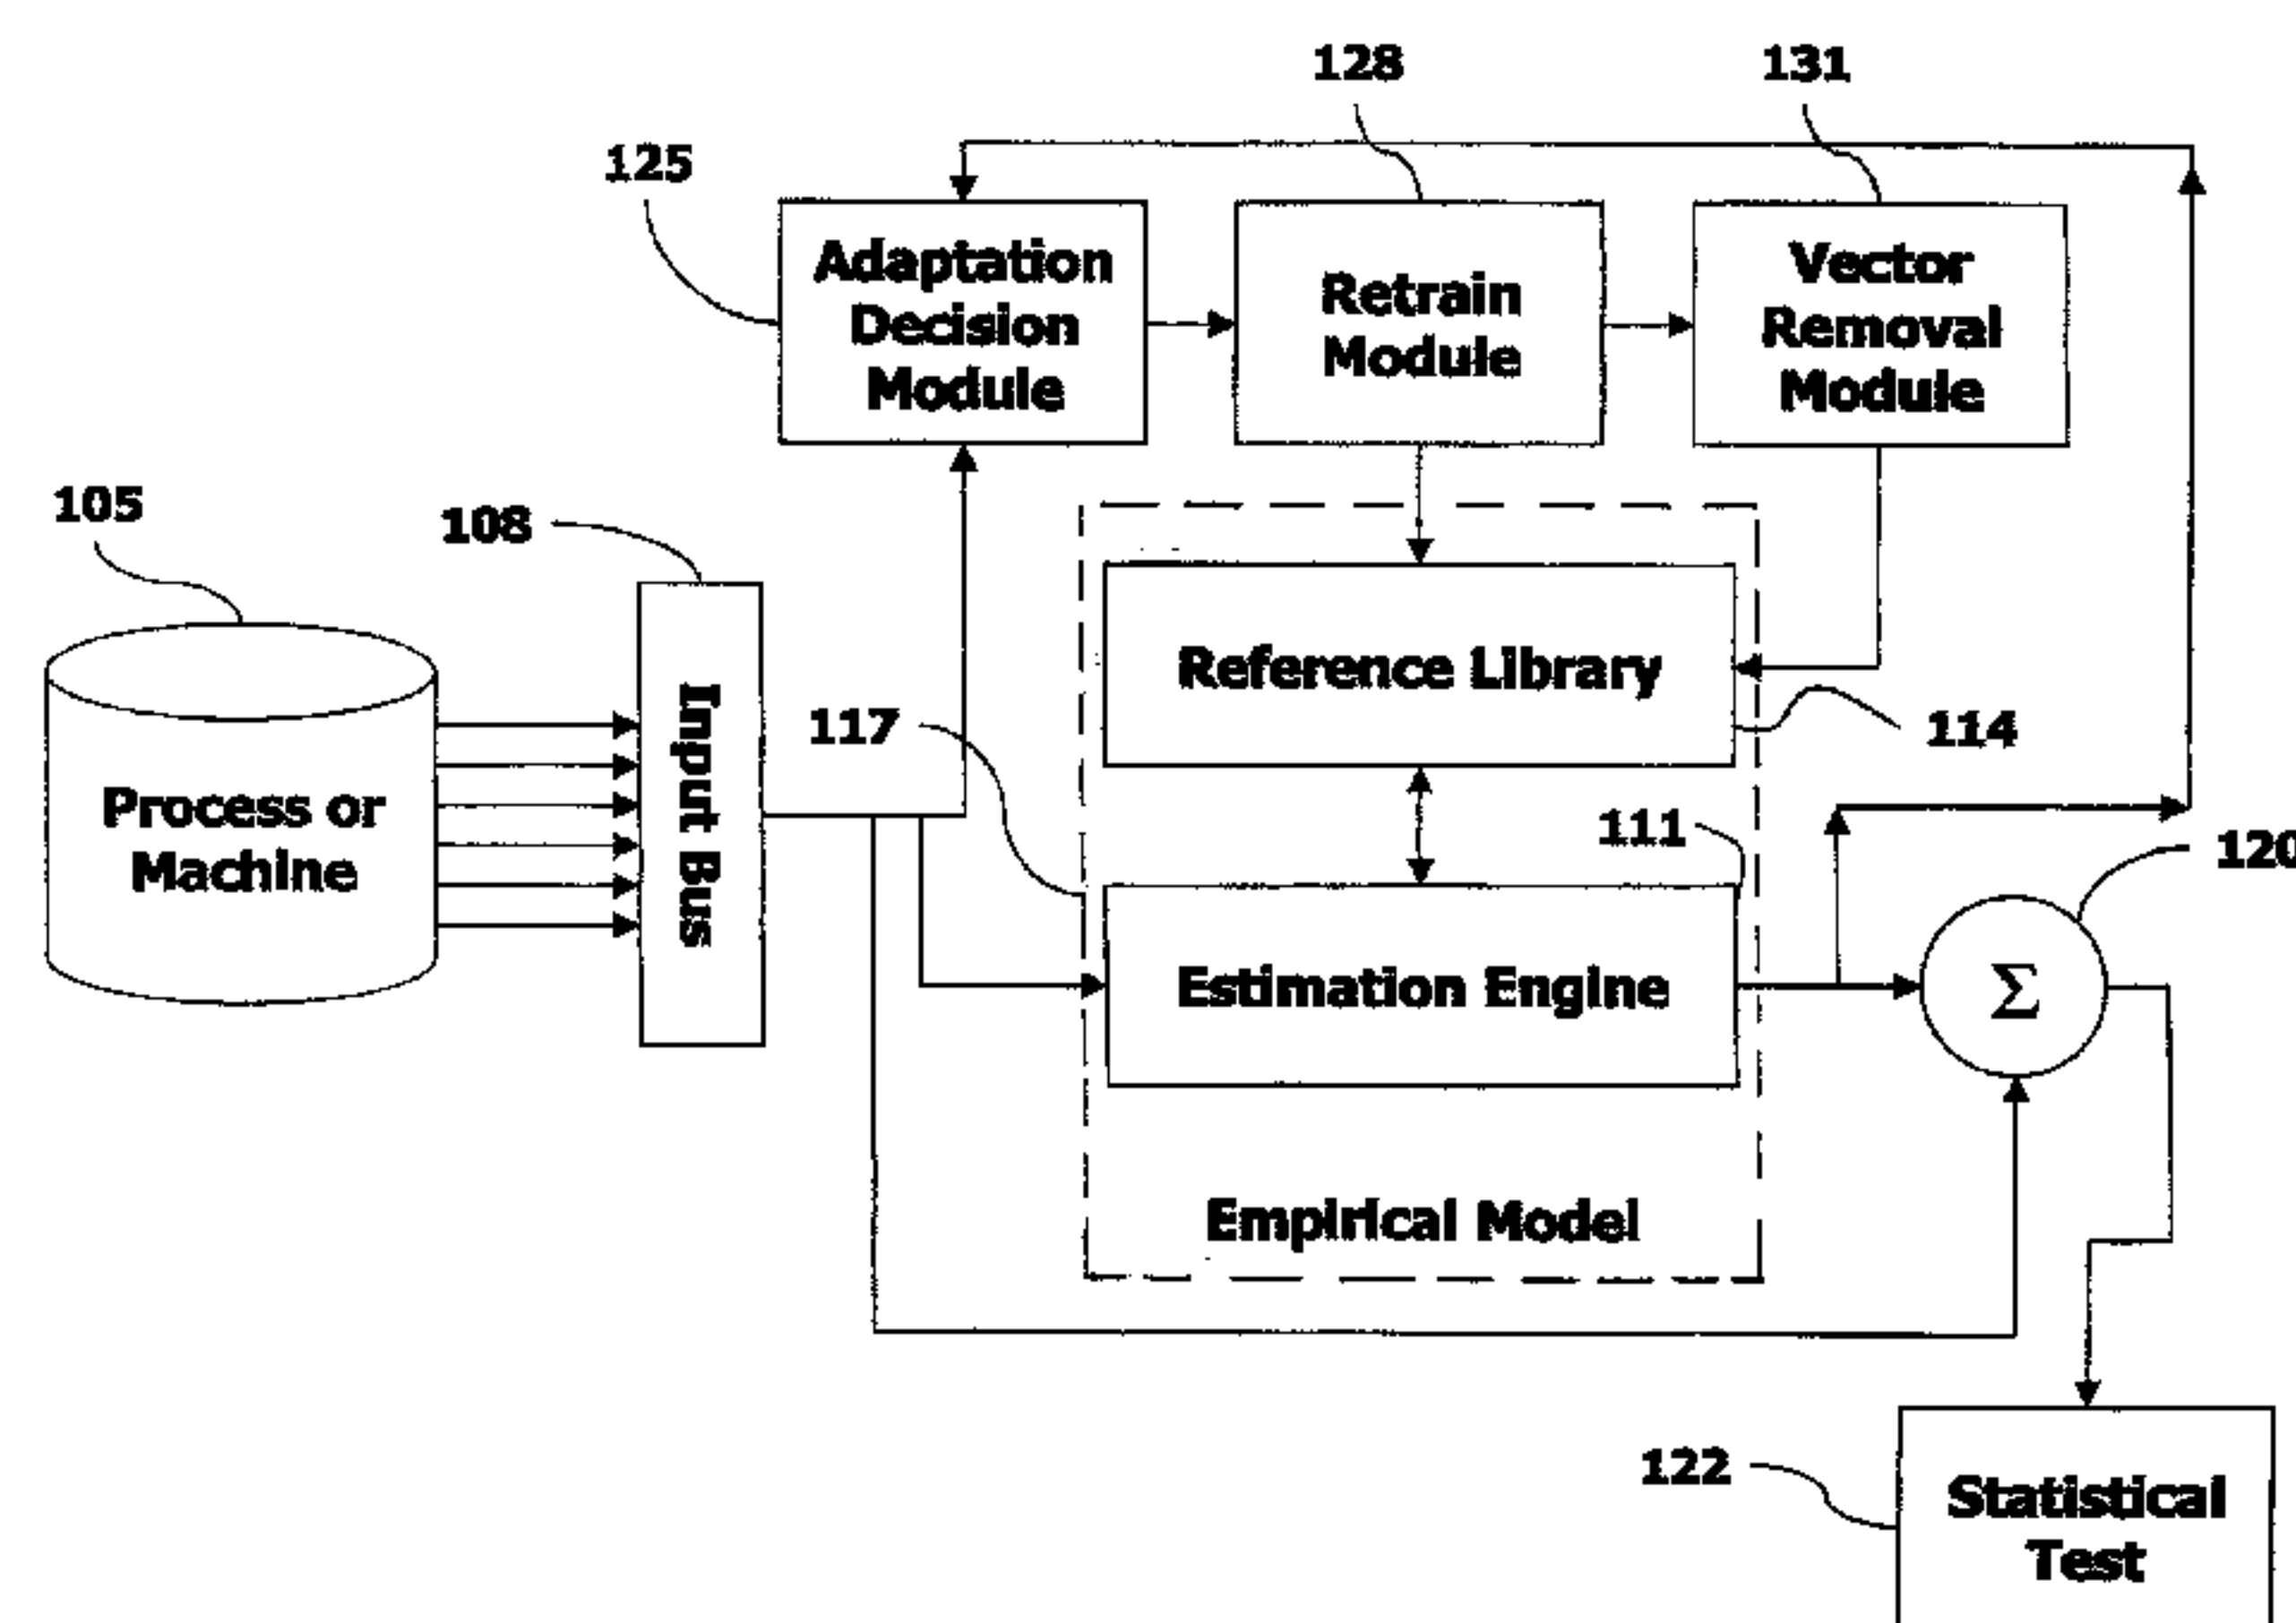 128
131
125
Adaptation
Decision
Module
Retrain
Module
Vector
Removal
Module
105
108
Process or
Machine
Input Bus
117
Reference Library
114
111
120
Estimation Engine
Σ
Empirical Model
122
Statistical
Test